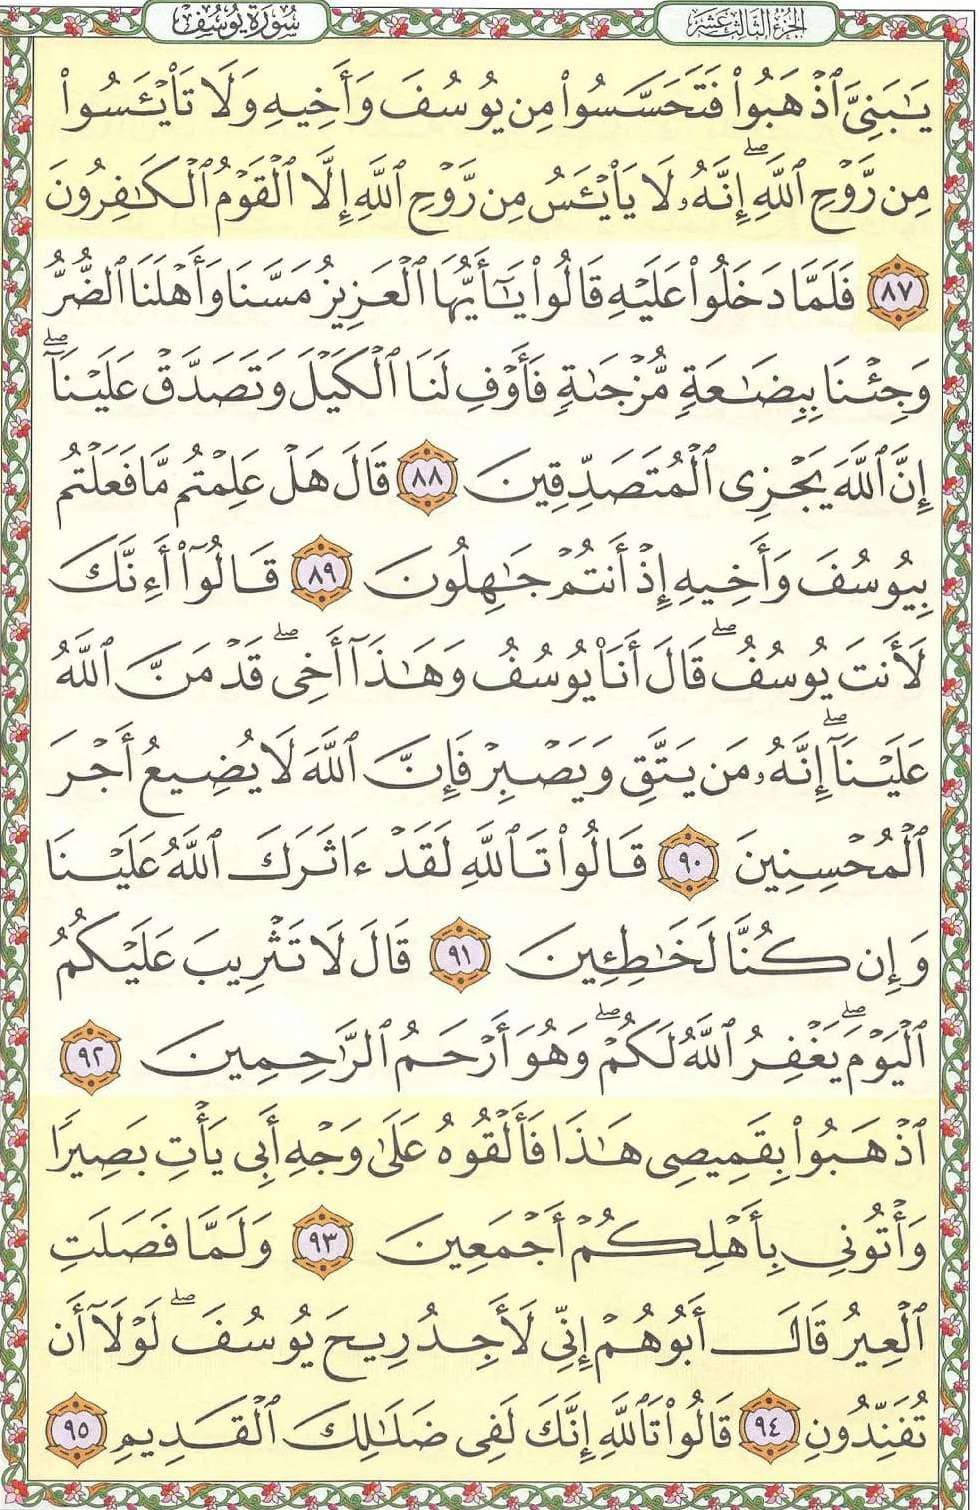 الجزء الثالث عشر
سورة يوسف
يَـٰبَنِىَّ ٱذْهَبُوا۟ فَتَحَسَّسُوا۟ مِن يُوسُفَ وَأَخِيهِ وَلَا تَا۟يْـَٔسُوا۟
مِن رَّوْحِ ٱللَّهِ ۖ إِنَّهُۥ لَا يَا۟يْـَٔسُ مِن رَّوْحِ ٱللَّهِ إِلَّا ٱلْقَوْمُ ٱلْكَـٰفِرُونَ
٨٧ فَلَمَّا دَخَلُوا۟ عَلَيْهِ قَالُوا۟ يَـٰٓأَيُّهَا ٱلْعَزِيزُ مَسَّنَا وَأَهْلَنَا ٱلضُّرُّ
وَجِئْنَا بِبِضَـٰعَةٍ مُّزْجَىٰةٍ فَأَوْفِ لَنَا ٱلْكَيْلَ وَتَصَدَّقْ عَلَيْنَآ ۖ
إِنَّ ٱللَّهَ يَجْزِى ٱلْمُتَصَدِّقِينَ ٨٨ قَالَ هَلْ عَلِمْتُم مَّا فَعَلْتُم
بِيُوسُفَ وَأَخِيهِ إِذْ أَنتُمْ جَـٰهِلُونَ ٨٩ قَالُوٓا۟ أَءِنَّكَ
لَأَنتَ يُوسُفُ ۖ قَالَ أَنَا۠ يُوسُفُ وَهَـٰذَآ أَخِى ۖ قَدْ مَنَّ ٱللَّهُ
عَلَيْنَآ ۖ إِنَّهُۥ مَن يَتَّقِ وَيَصْبِرْ فَإِنَّ ٱللَّهَ لَا يُضِيعُ أَجْرَ
ٱلْمُحْسِنِينَ ٩٠ قَالُوا۟ تَٱللَّهِ لَقَدْ ءَاثَرَكَ ٱللَّهُ عَلَيْنَا
وَإِن كُنَّا لَخَـٰطِـِٔينَ ٩١ قَالَ لَا تَثْرِيبَ عَلَيْكُمُ
ٱلْيَوْمَ ۖ يَغْفِرُ ٱللَّهُ لَكُمْ ۖ وَهُوَ أَرْحَمُ ٱلرَّٰحِمِينَ ٩٢
ٱذْهَبُوا۟ بِقَمِيصِى هَـٰذَا فَأَلْقُوهُ عَلَىٰ وَجْهِ أَبِى يَأْتِ بَصِيرًا
وَأْتُونِى بِأَهْلِكُمْ أَجْمَعِينَ ٩٣ وَلَمَّا فَصَلَتِ
ٱلْعِيرُ قَالَ أَبُوهُمْ إِنِّى لَأَجِدُ رِيحَ يُوسُفَ ۖ لَوْلَآ أَن
تُفَنِّدُونِ ٩٤ قَالُوا۟ تَٱللَّهِ إِنَّكَ لَفِى ضَلَـٰلِكَ ٱلْقَدِيمِ ٩٥